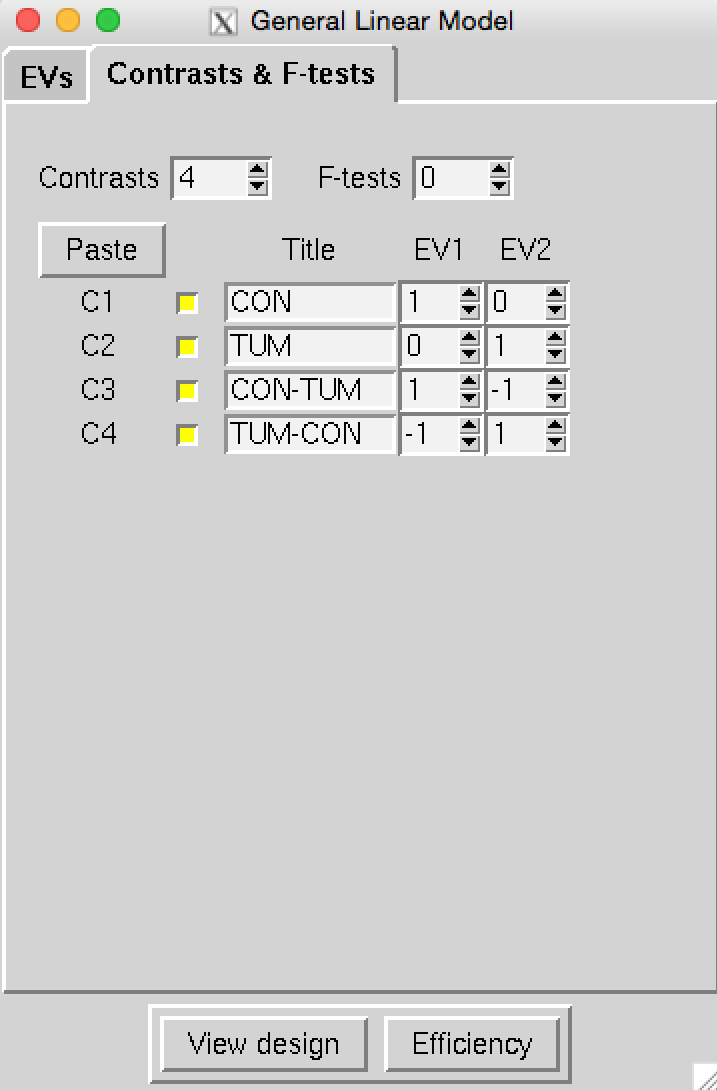 General Linear Model
EVs Contrasts & F-tests
Contrasts 4 F-tests 0
Paste Title EV1 EV2
C1 CON 1 0
C2 TUM 0 1
C3 CON-TUM 1 -1
C4 TUM-CON -1 1
View design Efficiency